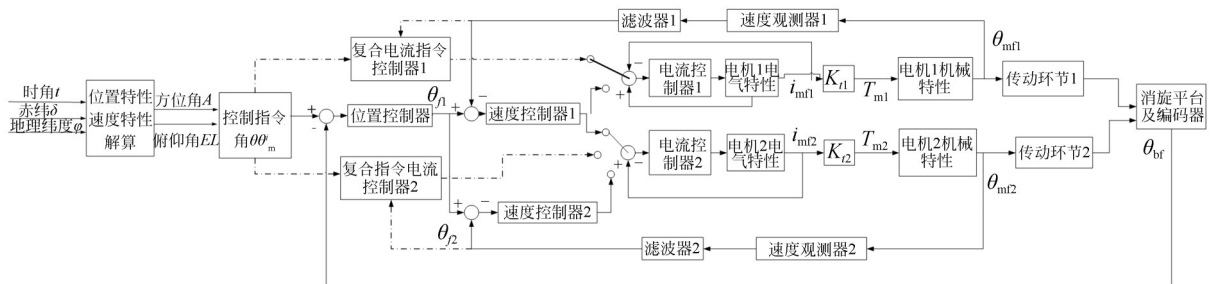 滤波器1
速度观测器1
θmf1
复合电流指令
控制器1
电流控
制器1
电机1电
气特性
imf1
Kt1
Tm1
电机1机械
特性
传动环节1
时角t
赤纬δ
地理纬度φ
位置特性
速度特性
解算
方位角A
俯仰角EL
控制指令
角θθ'm
+
-
位置控制器
θf1
+
−
速度控制器1
−
+
消旋平台
及编码器
θbf
复合指令电流
控制器2
+
−
电流控
制器2
电机2电
气特性
imf2
Kt2
Tm2
电机2机械
特性
传动环节2
θmf2
+
−
速度控制器2
θf2
滤波器2
速度观测器2